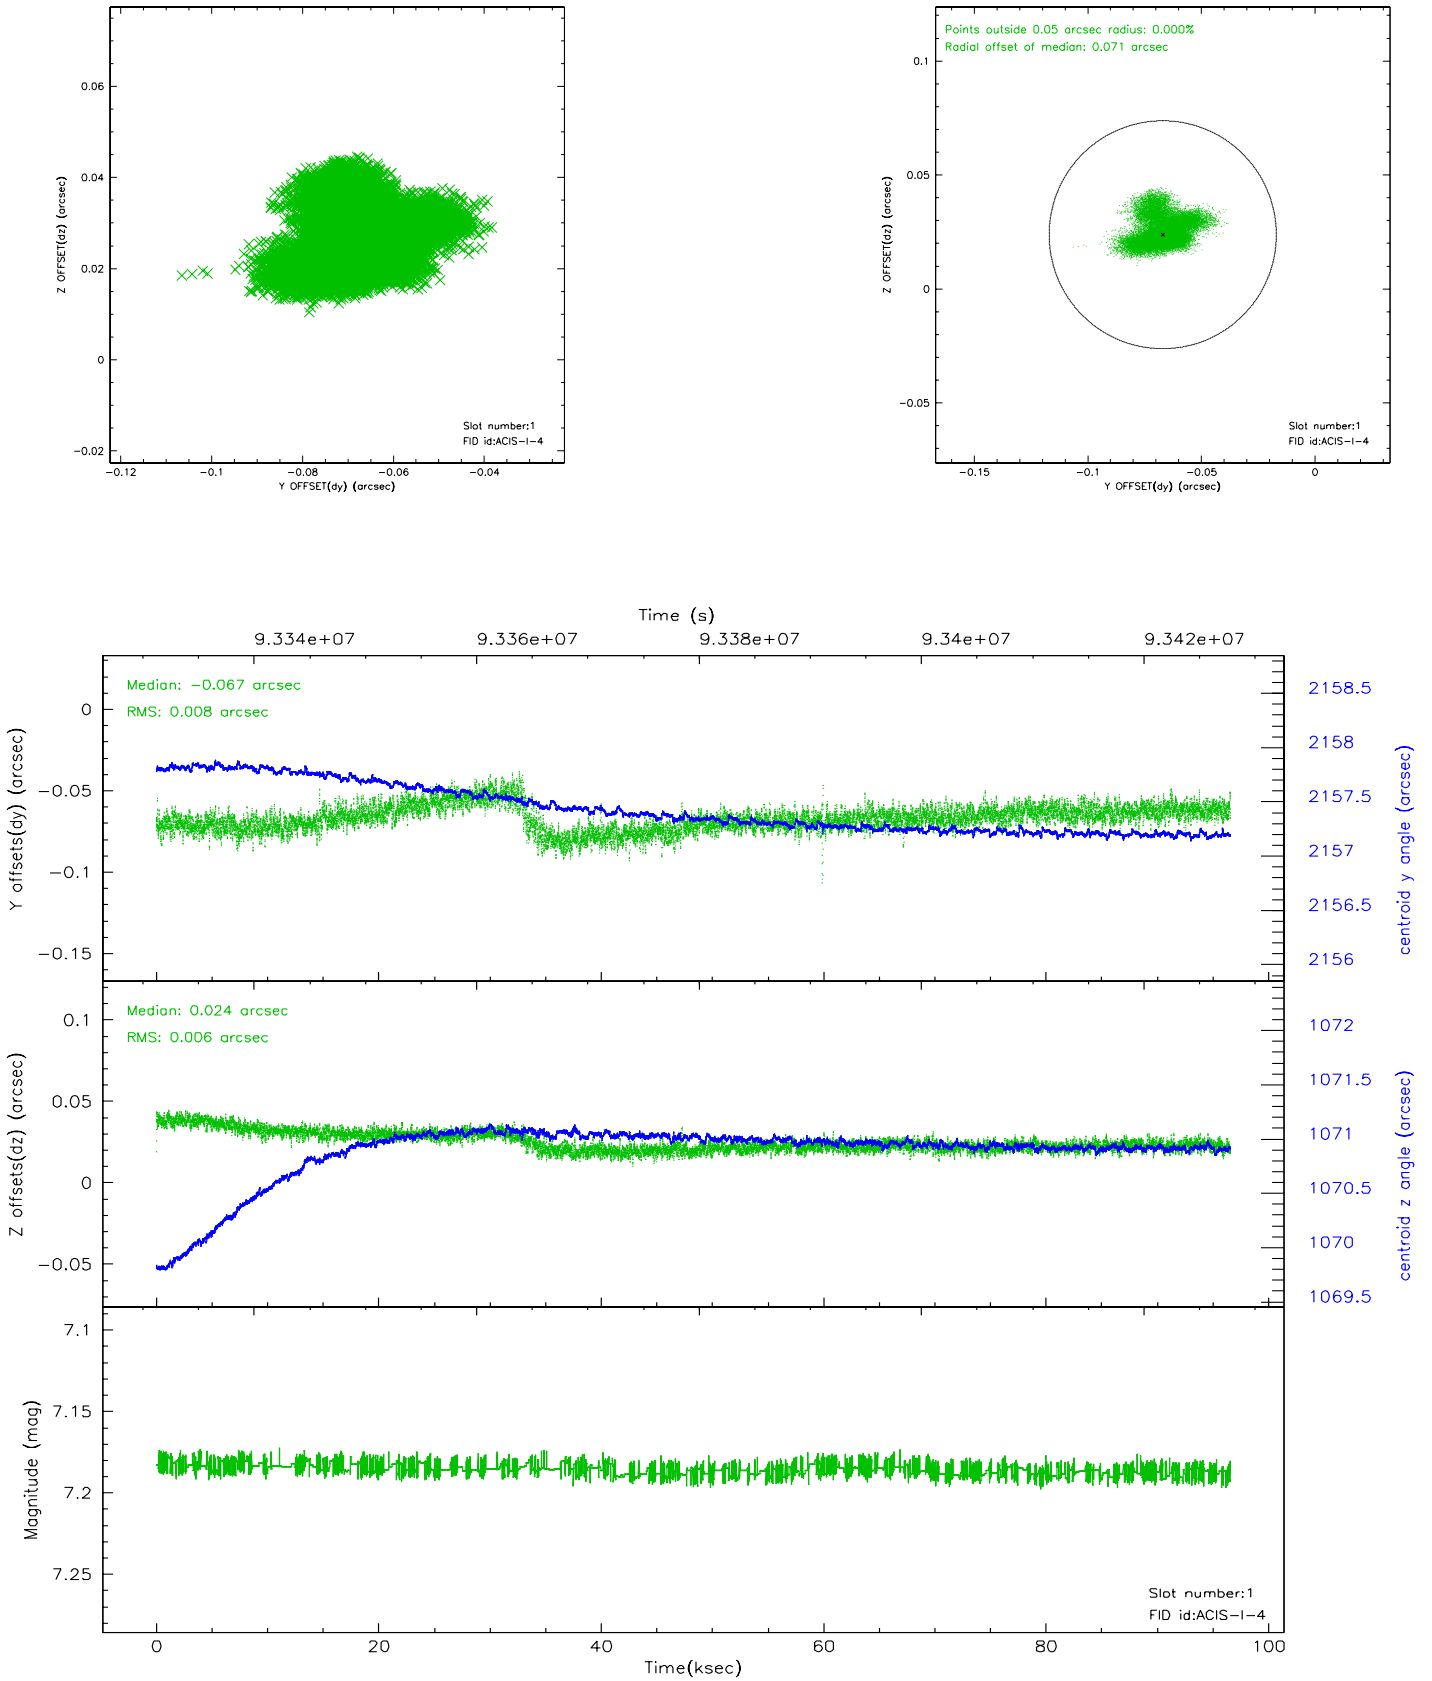 0.06
0.04
0.02
0
−0.02
Z OFFSET(dz) (arcsec)
Slot number:1
FID id:ACIS−I−4
−0.12 −0.1 −0.08 −0.06 −0.04
Y OFFSET(dy) (arcsec)
Points outside 0.05 arcsec radius: 0.000%
Radial offset of median: 0.071 arcsec
0.1
0.05
0
−0.05
Z OFFSET(dz) (arcsec)
Slot number:1
FID id:ACIS−I−4
−0.15 −0.1 −0.05 0
Y OFFSET(dy) (arcsec)
Time (s)
9.334e+07 9.336e+07 9.338e+07 9.34e+07 9.342e+07
Median: −0.067 arcsec
RMS: 0.008 arcsec
0
−0.05
−0.1
−0.15
Y offsets(dy) (arcsec)
2158.5
2158
2157.5
2157
2156.5
2156
centroid y angle (arcsec)
Median: 0.024 arcsec
RMS: 0.006 arcsec
0.1
0.05
0
−0.05
Z offsets(dz) (arcsec)
1072
1071.5
1071
1070.5
1070
1069.5
centroid z angle (arcsec)
7.1
7.15
7.2
7.25
Magnitude (mag)
Slot number:1
FID id:ACIS−I−4
0 20 40 60 80 100
Time(ksec)